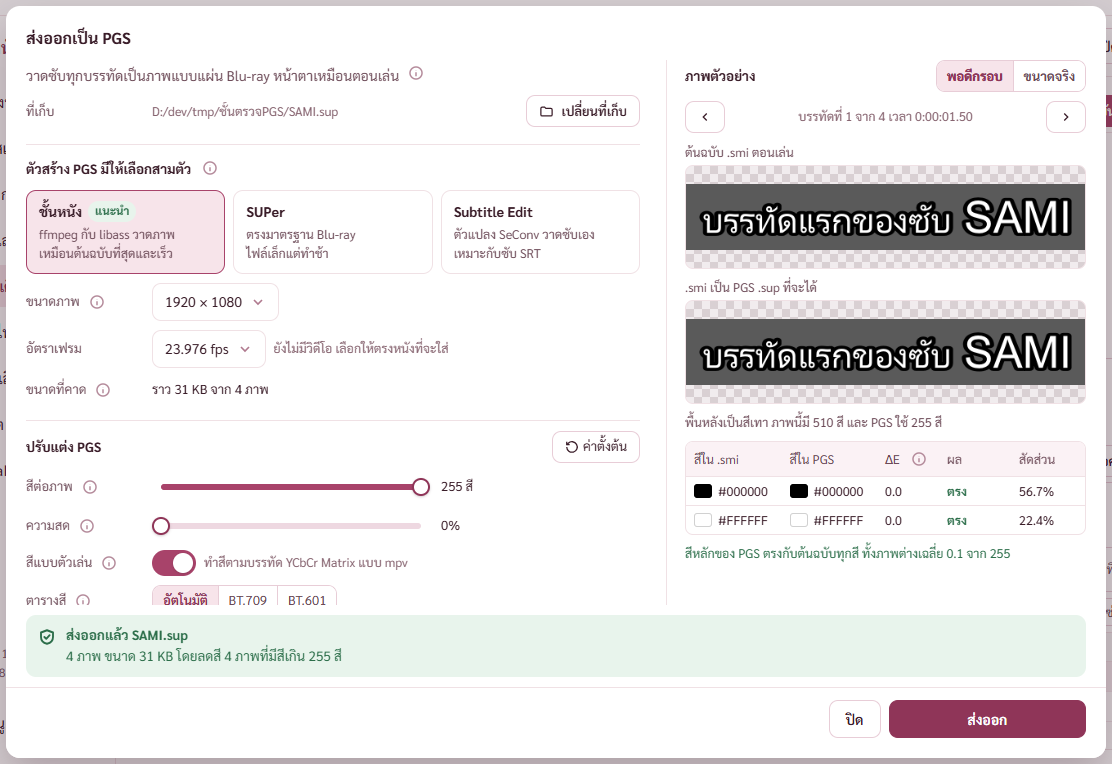 ส่งออกเป็น PGS
วาดซับทุกบรรทัดเป็นภาพแบบแผ่น Blu-ray หน้าตาเหมือนตอนเล่น
ที่เก็บ
D:/dev/tmp/ชั้นตรวจPGS/SAMI.sup
เปลี่ยนที่เก็บ
ตัวสร้าง PGS มีให้เลือกสามตัว
ชั้นหนัง แนะนำ
ffmpeg กับ libass วาดภาพ
เหมือนต้นฉบับที่สุดและเร็ว
SUPer
ตรงมาตรฐาน Blu-ray
ไฟล์เล็กแต่ทำช้า
Subtitle Edit
ตัวแปลง SeConv วาดซับเอง
เหมาะกับซับ SRT
ขนาดภาพ
1920 × 1080
อัตราเฟรม
23.976 fps
ยังไม่มีวิดีโอ เลือกให้ตรงหนังที่จะใส่
ขนาดที่คาด
ราว 31 KB จาก 4 ภาพ
ปรับแต่ง PGS
ค่าตั้งต้น
สีต่อภาพ
255 สี
ความสด
0%
สีแบบตัวเล่น
ทำสีตามบรรทัด YCbCr Matrix แบบ mpv
ตารางสี
อัตโนมัติ
BT.709
BT.601
ภาพตัวอย่าง
พอดีกรอบ
ขนาดจริง
บรรทัดที่ 1 จาก 4 เวลา 0:00:01.50
ต้นฉบับ .smi ตอนเล่น
บรรทัดแรกของซับ SAMI
.smi เป็น PGS .sup ที่จะได้
บรรทัดแรกของซับ SAMI
พื้นหลังเป็นสีเทา ภาพนี้มี 510 สี และ PGS ใช้ 255 สี
สีใน .smi สีใน PGS ΔE ผล สัดส่วน
#000000 #000000 0.0 ตรง 56.7%
#FFFFFF #FFFFFF 0.0 ตรง 22.4%
สีหลักของ PGS ตรงกับต้นฉบับทุกสี ทั้งภาพต่างเฉลี่ย 0.1 จาก 255
ส่งออกแล้ว SAMI.sup
4 ภาพ ขนาด 31 KB โดยลดสี 4 ภาพที่มีสีเกิน 255 สี
ปิด
ส่งออก